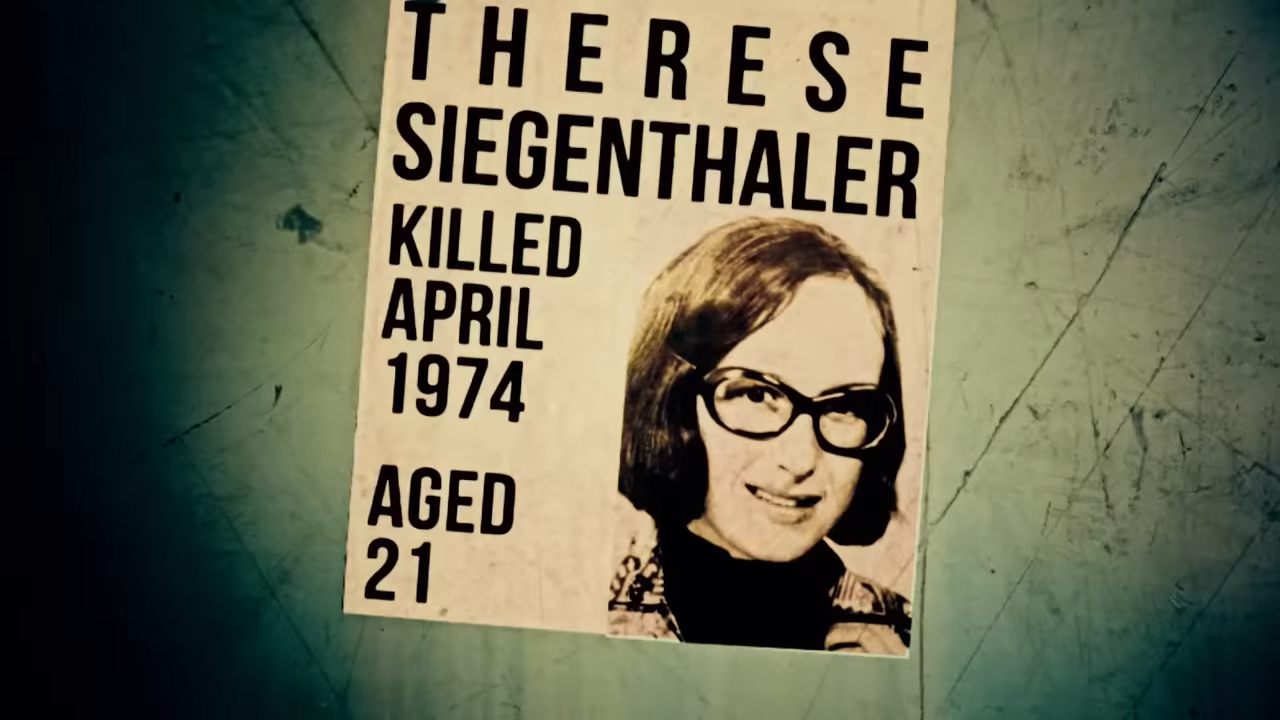 THERESE
SIEGENTHALER
KILLED
APRIL
1974
AGED
21